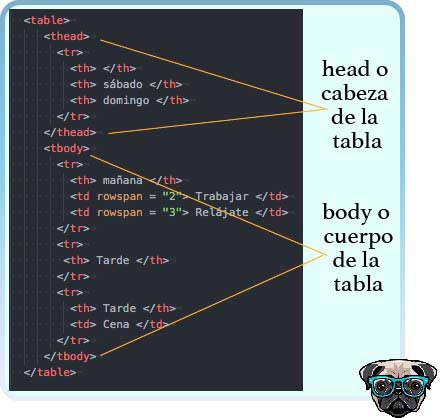 <table>
<thead>
<tr>
<th> </th>
<th> sábado </th>
<th> domingo </th>
</tr>
</thead>
<tbody>
<tr>
<th> mañana </th>
<td rowspan = "2"> Trabajar </td>
<td rowspan = "3"> Relájate </td>
</tr>
<tr>
<th> Tarde </th>
</tr>
<tr>
<th> Tarde </th>
<td> Cena </td>
</tr>
</tbody>
</table>
head o
cabeza
de la
tabla
body o
cuerpo
de la
tabla